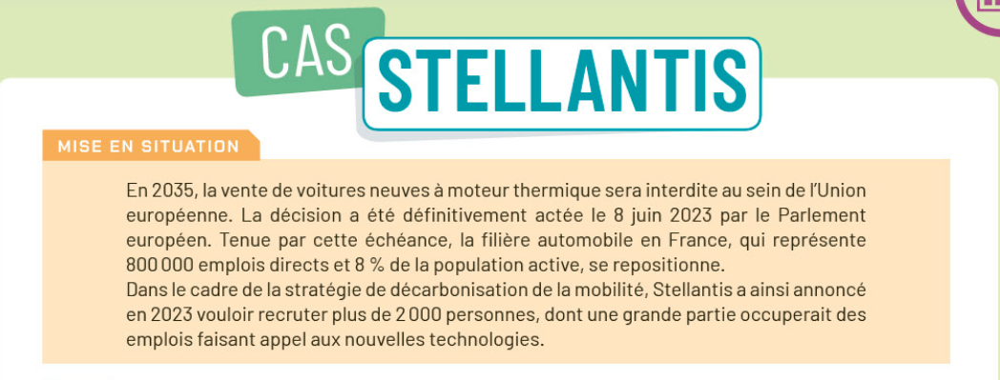 CAS
STELLANTIS
MISE EN SITUATION
En 2035, la vente de voitures neuves à moteur thermique sera interdite au sein de l'Union
européenne. La décision a été définitivement actée le 8 juin 2023 par le Parlement
européen. Tenue par cette échéance, la filière automobile en France, qui représente
800 000 emplois directs et 8 % de la population active, se repositionne.
Dans le cadre de la stratégie de décarbonisation de la mobilité, Stellantis a ainsi annoncé
en 2023 vouloir recruter plus de 2 000 personnes, dont une grande partie occuperait des
emplois faisant appel aux nouvelles technologies.